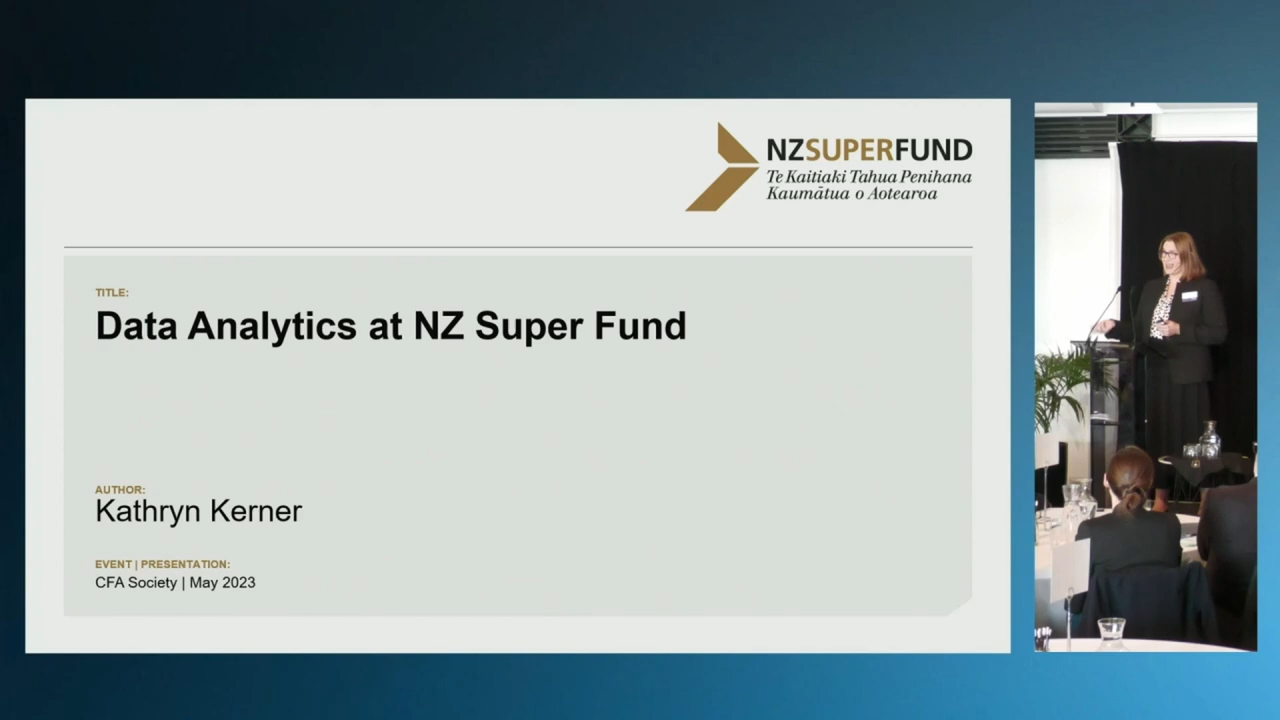 NZSUPERFUND
Te Kaitiaki Tahua Penihana
Kaumātua o Aotearoa
TITLE:
Data Analytics at NZ Super Fund
AUTHOR:
Kathryn Kerner
EVENT | PRESENTATION:
CFA Society | May 2023